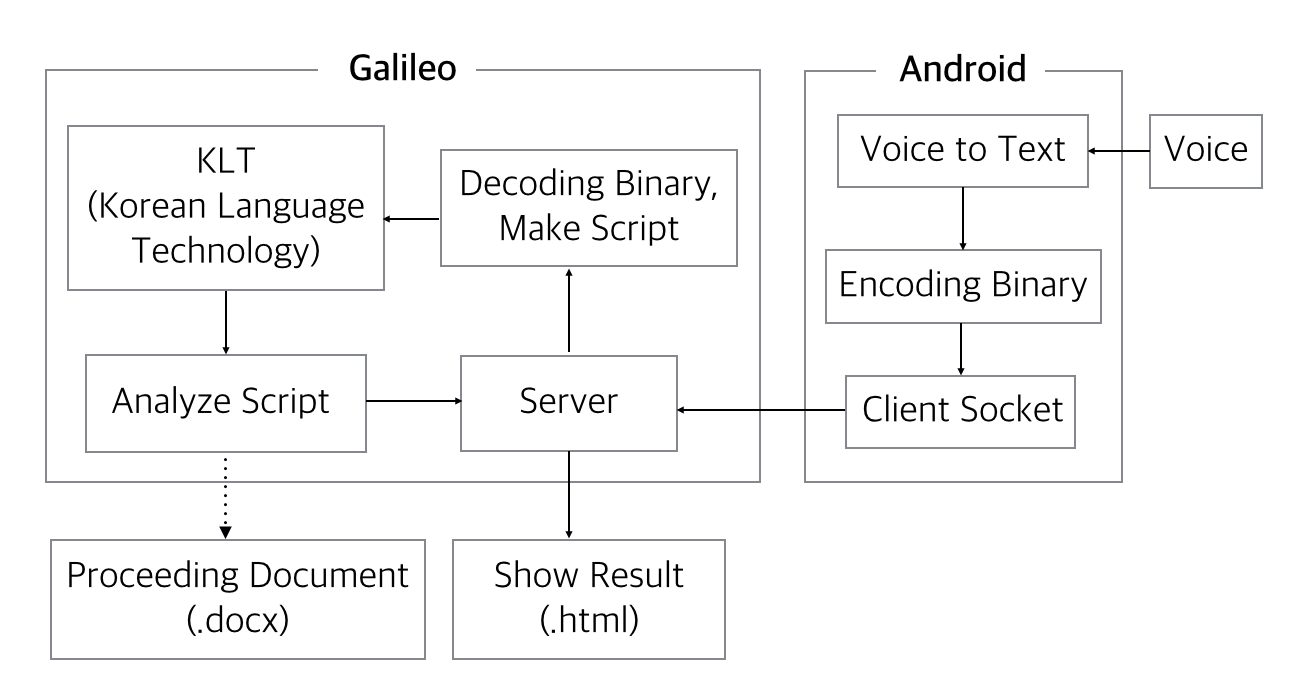 Galileo
Android
KLT
(Korean Language
Technology)
Decoding Binary,
Make Script
Voice to Text
Voice
Encoding Binary
Analyze Script
Server
Client Socket
Proceeding Document
(.docx)
Show Result
(.html)